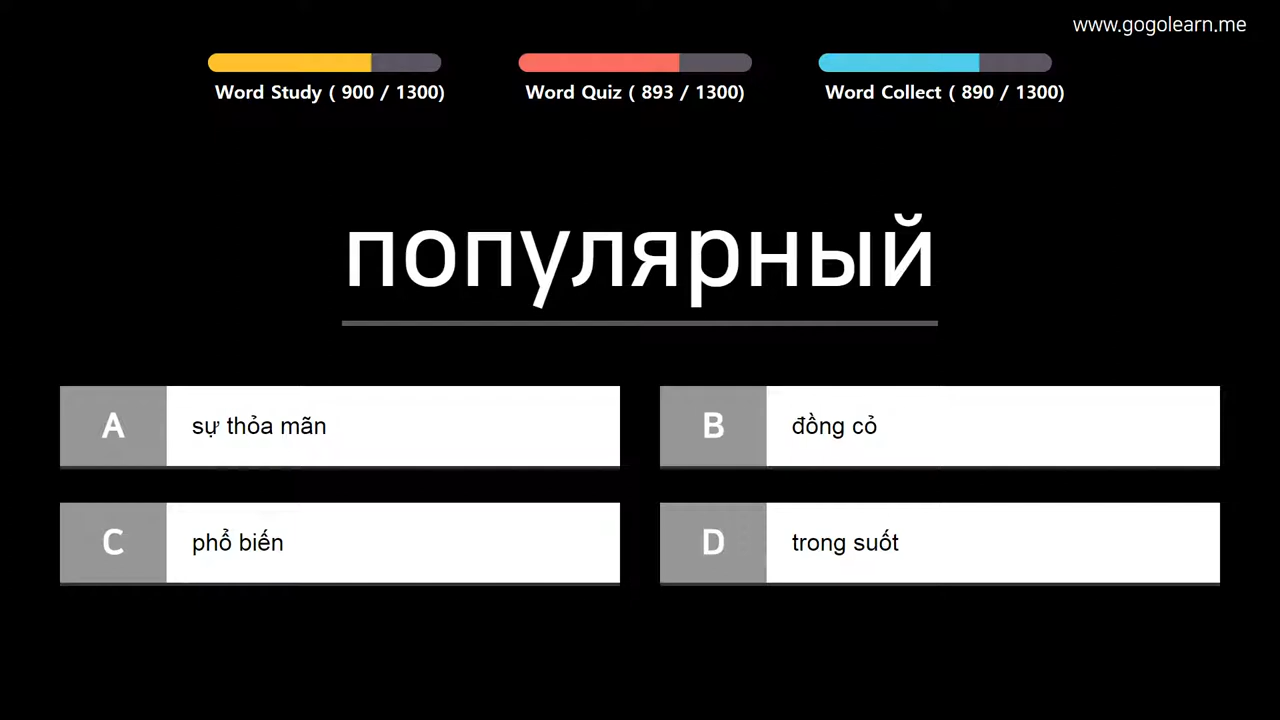 www.gogolearn.me
Word Study ( 900 / 1300)
Word Quiz ( 893 / 1300)
Word Collect ( 890 / 1300)
популярный
A sự thỏa mãn
B đồng cỏ
C phổ biến
D trong suốt